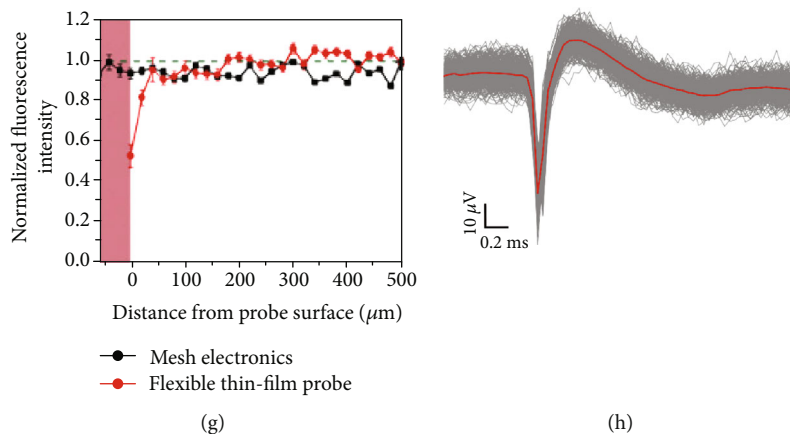 1.2
1.0
0.8
0.6
0.4
0.2
0.0
Normalized fluorescence
intensity
0 100 200 300 400 500
Distance from probe surface (μm)
Mesh electronics
Flexible thin-film probe
(g)
10 μV
0.2 ms
(h)